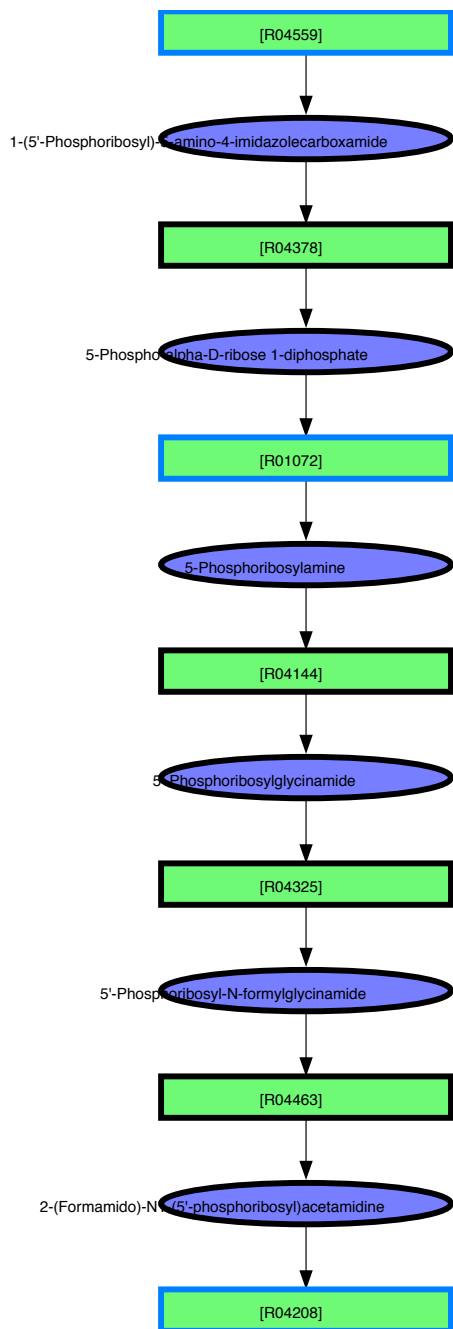 [R04559]
1-(5'-Phosphoribosyl)-5-amino-4-imidazolecarboxamide
[R04378]
5-Phospho-alpha-D-ribose 1-diphosphate
[R01072]
5-Phosphoribosylamine
[R04144]
5'-Phosphoribosylglycinamide
[R04325]
5'-Phosphoribosyl-N-formylglycinamide
[R04463]
2-(Formamido)-N1-(5'-phosphoribosyl)acetamidine
[R04208]